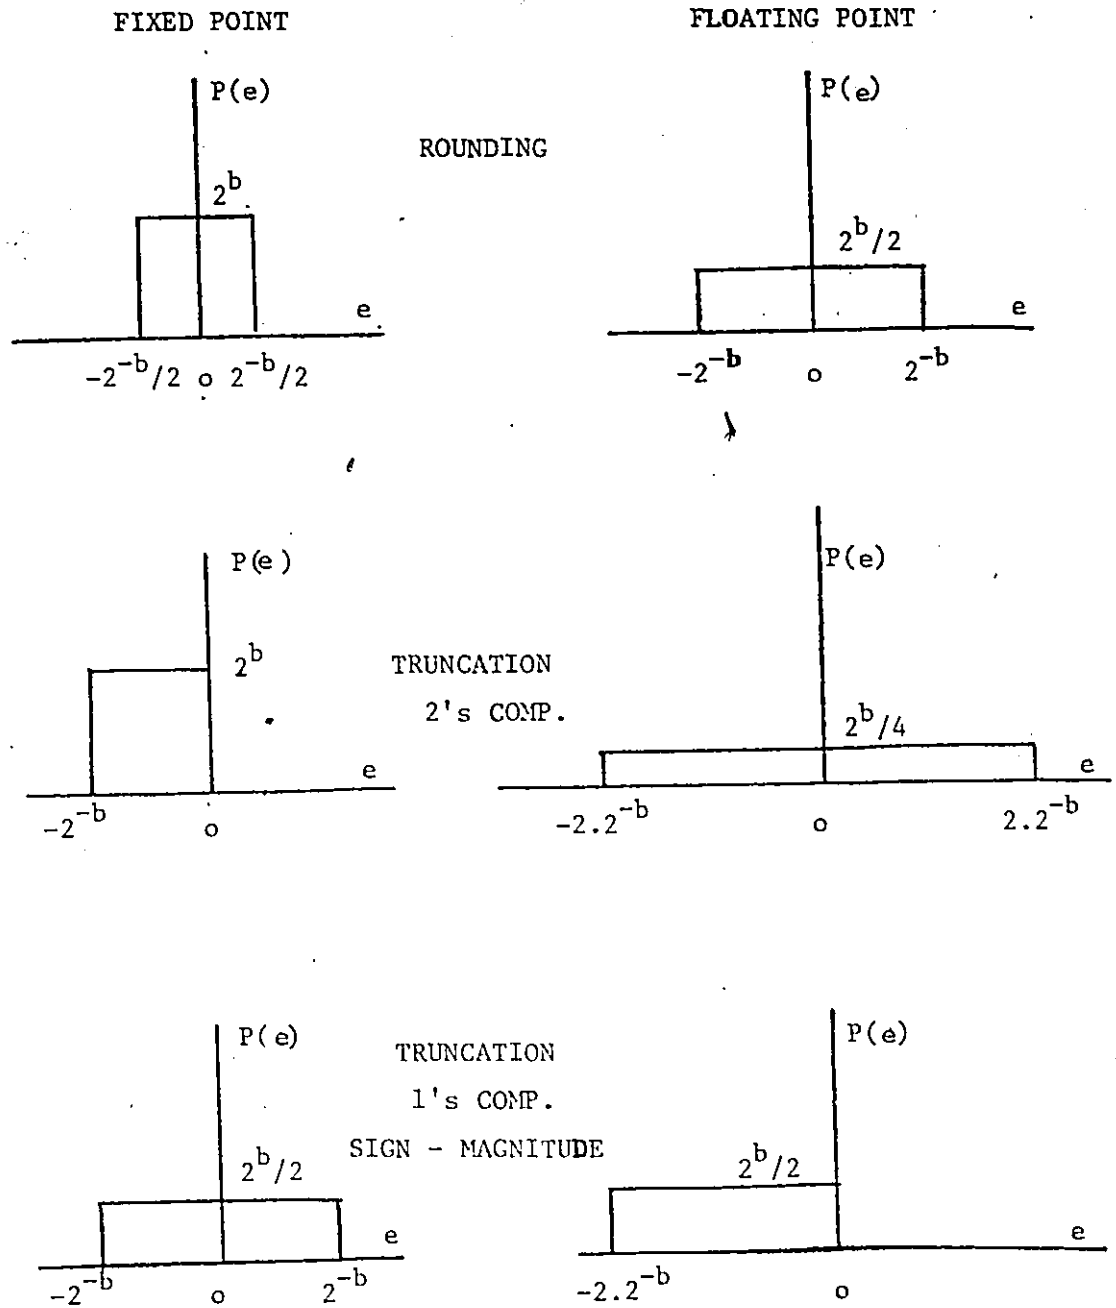 FIXED POINT
FLOATING POINT
P(e)
P(e)
ROUNDING
2^b
2^b/2
e
e
-2^-b/2 o 2^-b/2
-2^-b o 2^-b
P(e)
P(e)
2^b
TRUNCATION
2's COMP.
2^b/4
e
e
-2^-b o
-2.2^-b o 2.2^-b
P(e)
P(e)
TRUNCATION
1's COMP.
SIGN - MAGNITUDE
2^b/2
2^b/2
e
e
-2^-b o 2^-b
-2.2^-b o